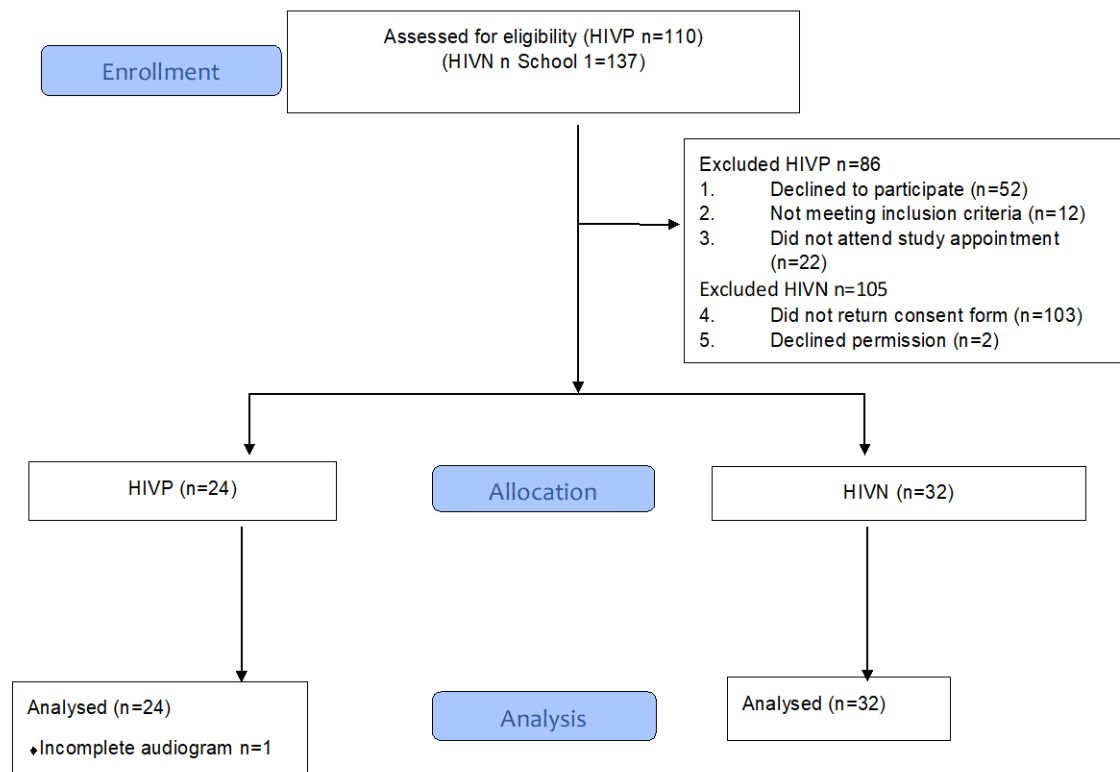 Assessed for eligibility (HIVP n=110)
(HIVN n School 1=137)
Enrollment
Excluded HIVP n=86
1. Declined to participate (n=52)
2. Not meeting inclusion criteria (n=12)
3. Did not attend study appointment
(n=22)
Excluded HIVN n=105
4. Did not return consent form (n=103)
5. Declined permission (n=2)
HIVP (n=24)
Allocation
HIVN (n=32)
Analysed (n=24)
♦Incomplete audiogram n=1
Analysis
Analysed (n=32)